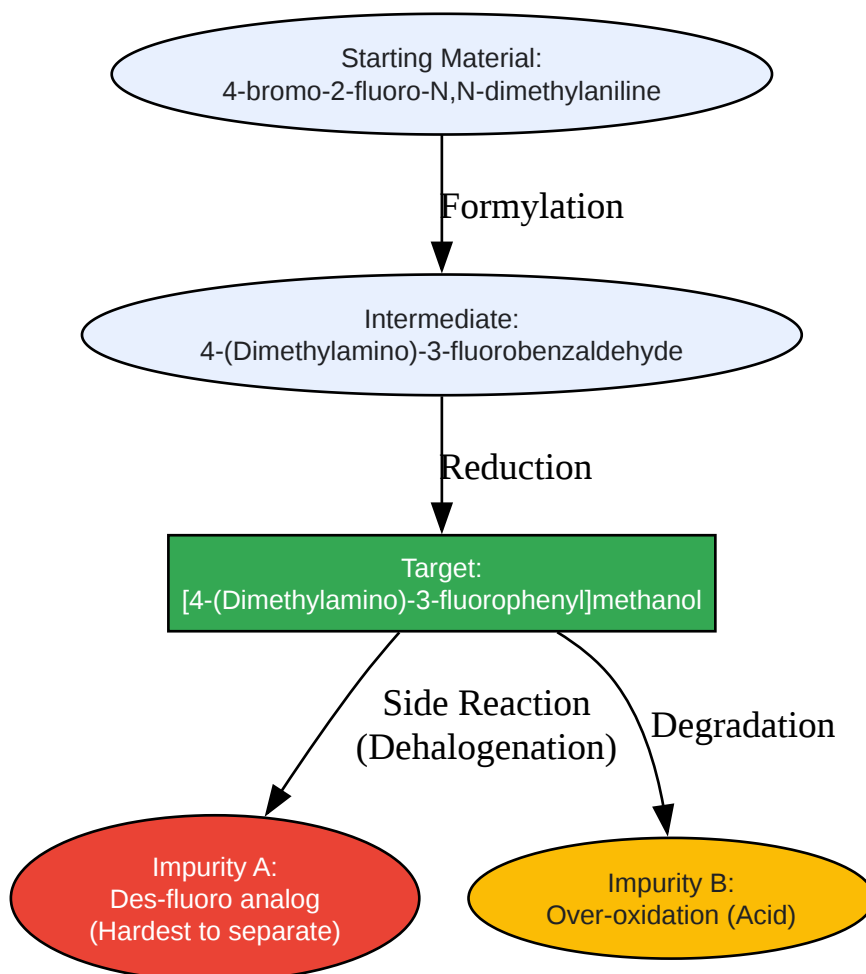 Starting Material:
4-bromo-2-fluoro-N,N-dimethylaniline
Formylation
Intermediate:
4-(Dimethylamino)-3-fluorobenzaldehyde
Reduction
Target:
[4-(Dimethylamino)-3-fluorophenyl]methanol
Side Reaction
(Dehalogenation)
Degradation
Impurity A:
Des-fluoro analog
(Hardest to separate)
Impurity B:
Over-oxidation (Acid)